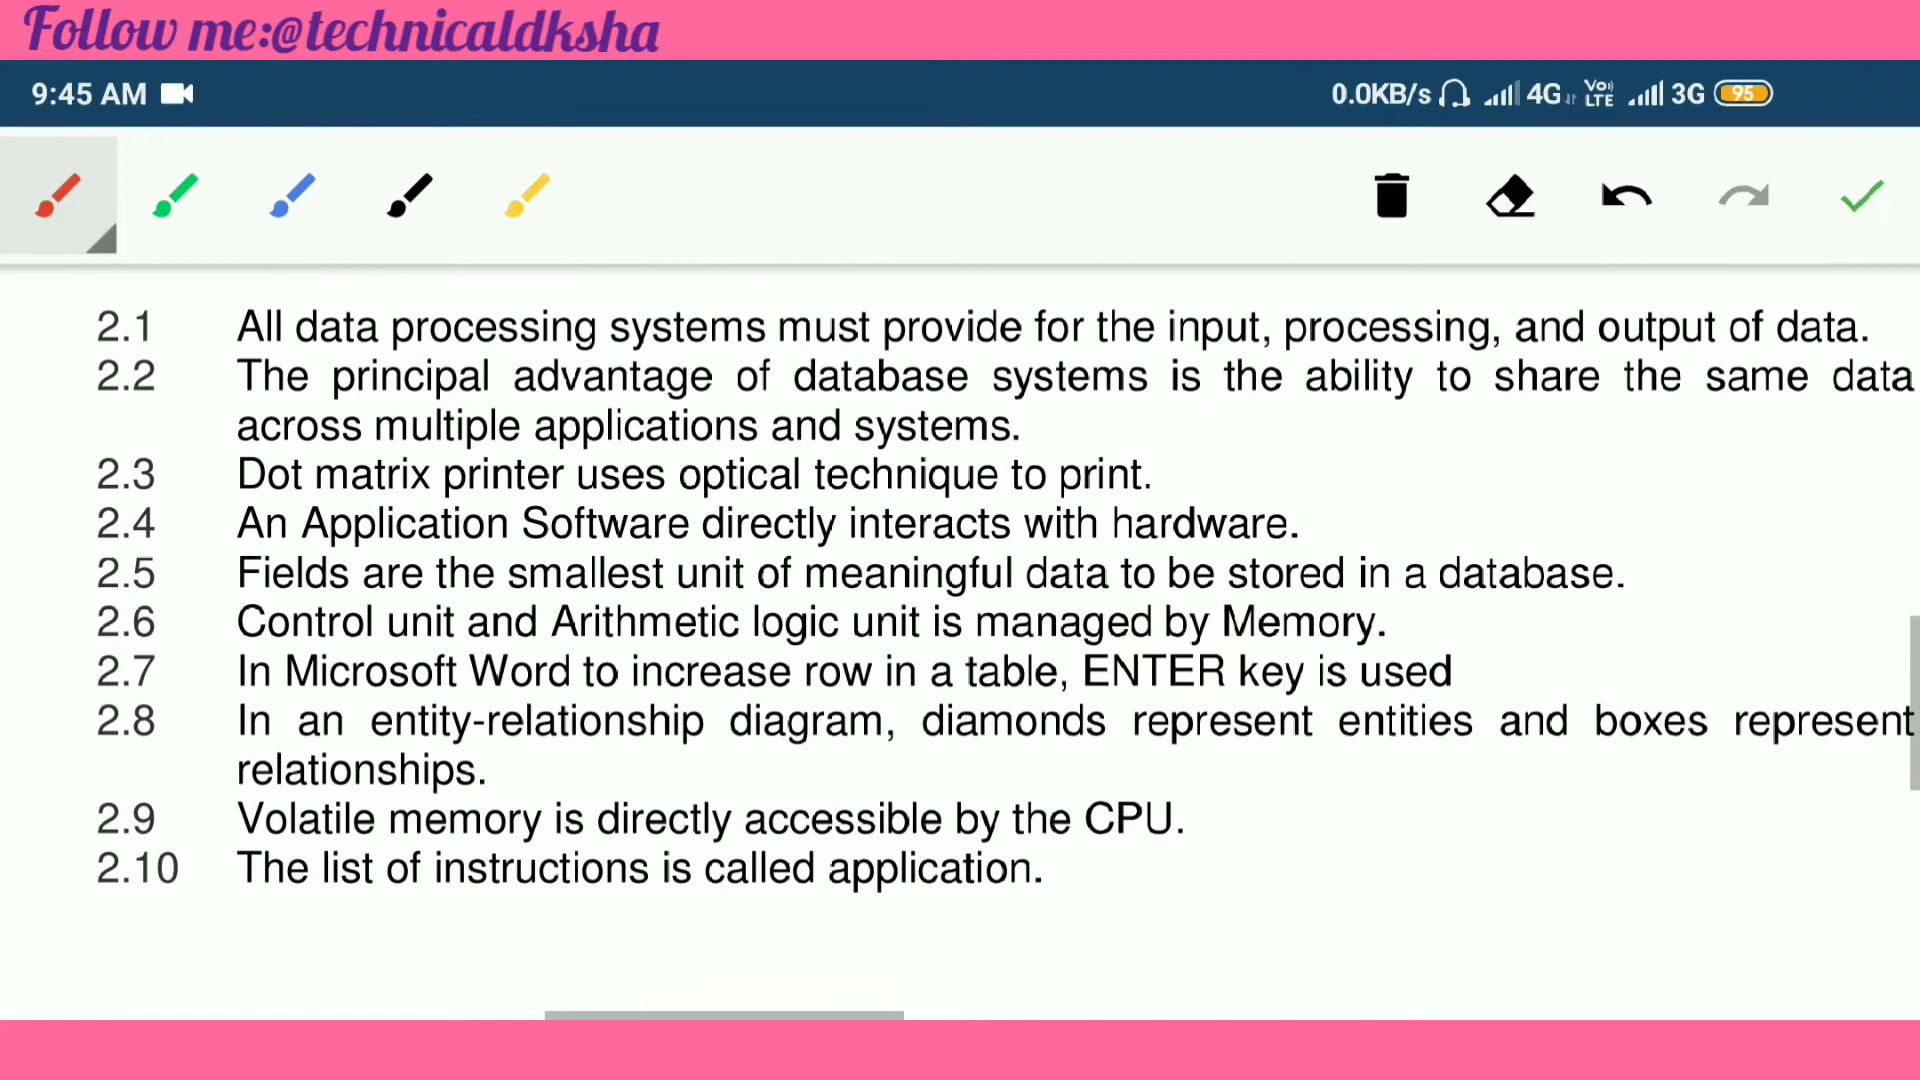 Follow me:@technicaldksha
9:45 AM 0.0KB/s 4G Vo)) LTE 3G 95
2.1 All data processing systems must provide for the input, processing, and output of data.
2.2 The principal advantage of database systems is the ability to share the same data
across multiple applications and systems.
2.3 Dot matrix printer uses optical technique to print.
2.4 An Application Software directly interacts with hardware.
2.5 Fields are the smallest unit of meaningful data to be stored in a database.
2.6 Control unit and Arithmetic logic unit is managed by Memory.
2.7 In Microsoft Word to increase row in a table, ENTER key is used
2.8 In an entity-relationship diagram, diamonds represent entities and boxes represent
relationships.
2.9 Volatile memory is directly accessible by the CPU.
2.10 The list of instructions is called application.